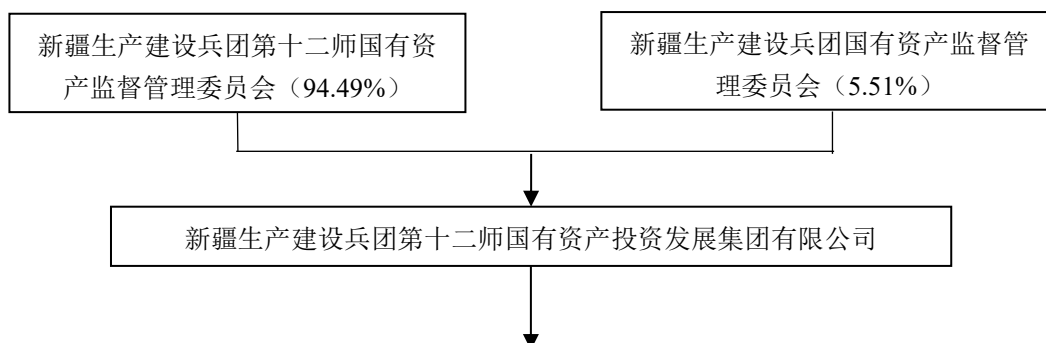 新疆生产建设兵团第十二师国有资
产监督管理委员会（94.49%）
新疆生产建设兵团国有资产监督管
理委员会（5.51%）
新疆生产建设兵团第十二师国有资产投资发展集团有限公司